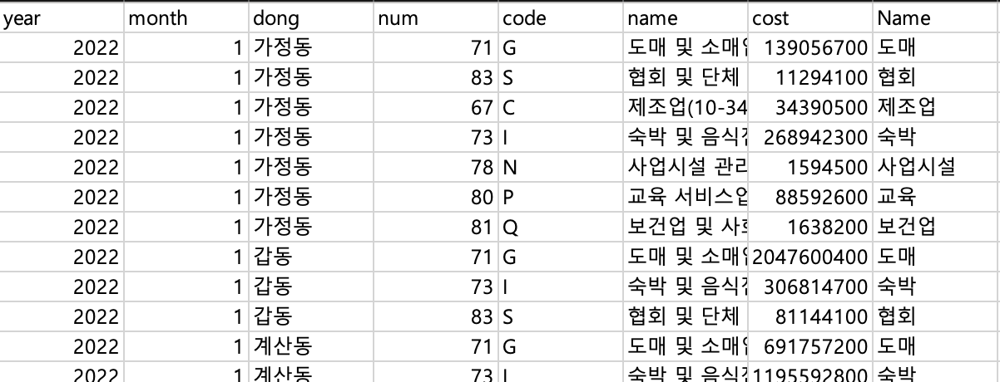 year month dong num code name cost Name
2022 1 가정동 71 G 도매 및 소매 139056700 도매
2022 1 가정동 83 S 협회 및 단체 11294100 협회
2022 1 가정동 67 C 제조업(10-34 34390500 제조업
2022 1 가정동 73 I 숙박 및 음식 268942300 숙박
2022 1 가정동 78 N 사업시설 관리 1594500 사업시설
2022 1 가정동 80 P 교육 서비스업 88592600 교육
2022 1 가정동 81 Q 보건업 및 사회 1638200 보건업
2022 1 갑동 71 G 도매 및 소매 2047600400 도매
2022 1 갑동 73 I 숙박 및 음식 306814700 숙박
2022 1 갑동 83 S 협회 및 단체 81144100 협회
2022 1 계산동 71 G 도매 및 소매 691757200 도매
2022 1 계산동 73 I 숙박 및 음식 1195592800 숙박